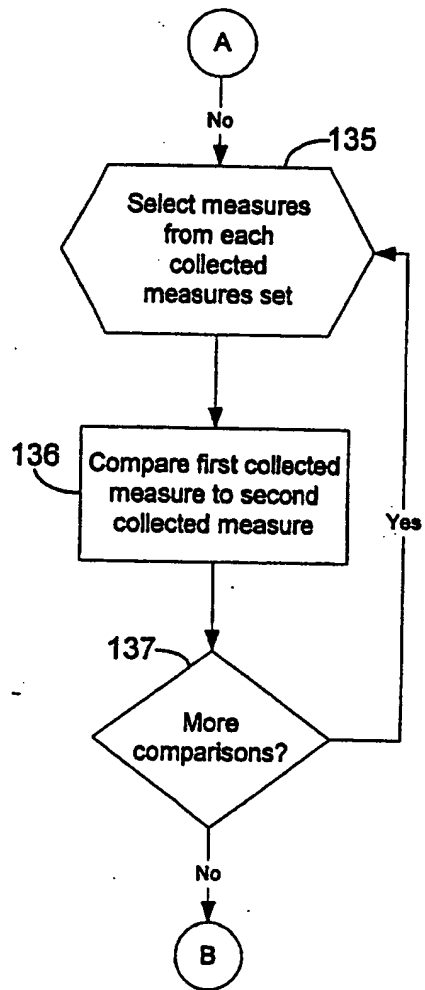 A
No
135
Select measures
from each
collected
measures set
136
Compare first collected
measure to second
collected measure
Yes
137
More
comparisons?
No
B